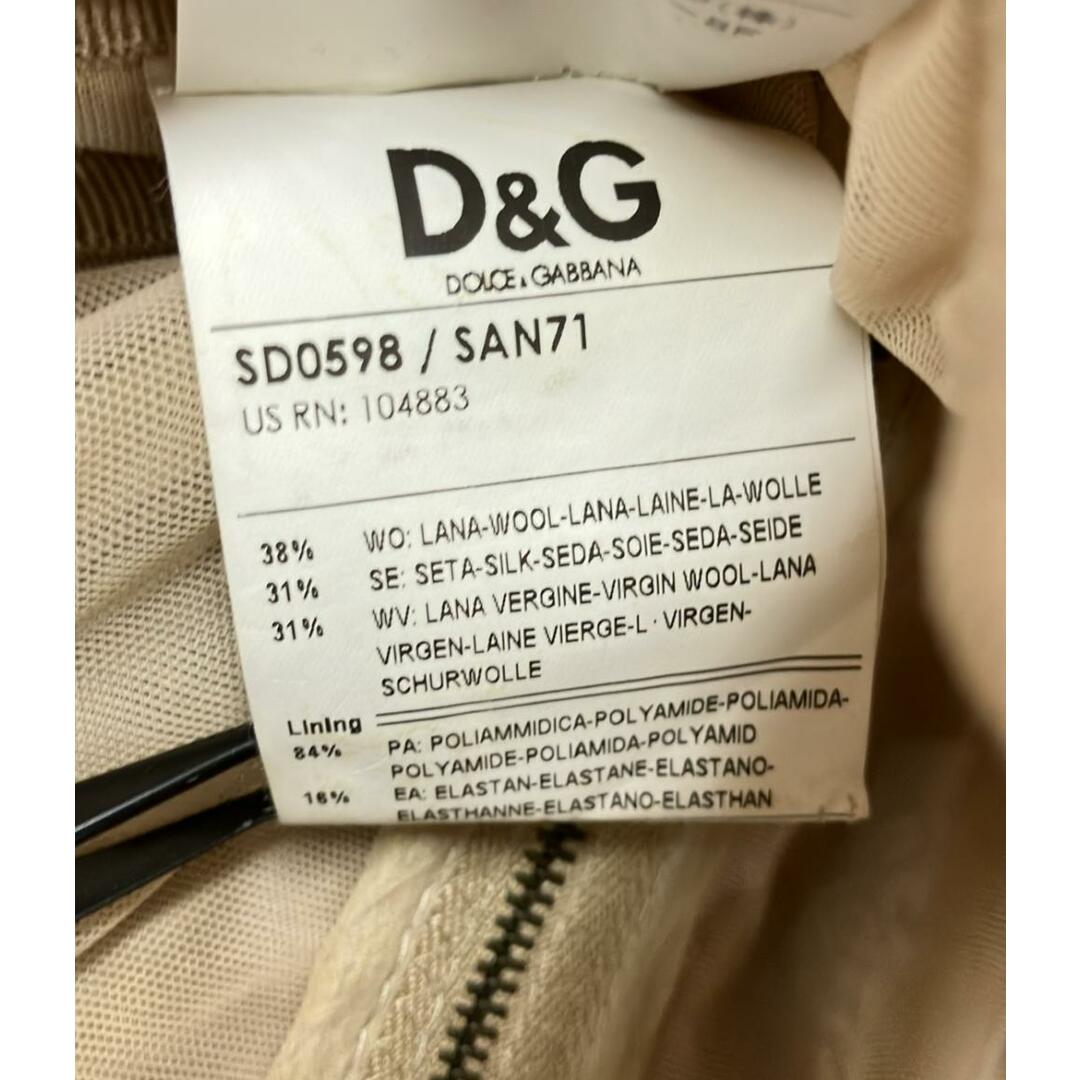 D&G
DOLCE & GABBANA
SD0598 / SAN71
US RN: 104883
38% WO: LANA-WOOL-LANA-LAINE-LA-WOLLE
31% SE: SETA-SILK-SEDA-SOIE-SEDA-SEIDE
31% WV: LANA VERGINE-VIRGIN WOOL-LANA
VIRGEN-LAINE VIERGE-L · VIRGEN-
SCHURWOLLE
Lining
84% PA: POLIAMMIDICA-POLYAMIDE-POLIAMIDA-
POLYAMIDE-POLIAMIDA-POLYAMID
16% EA: ELASTAN-ELASTANE-ELASTANO-
ELASTHANNE-ELASTANO-ELASTHAN